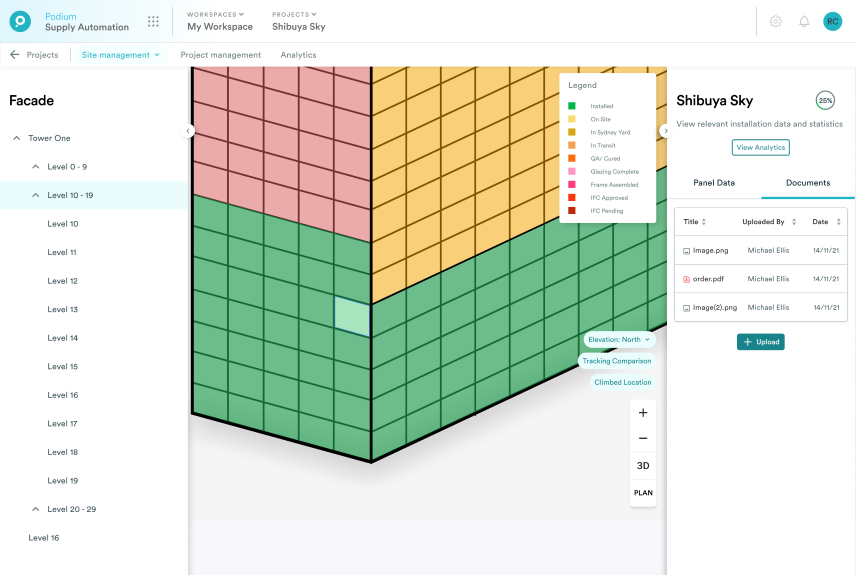 Podium
Supply Automation
WORKSPACES
My Workspace
PROJECTS
Shibuya Sky
RC
Projects
Site management
Project management
Analytics
Facade
Tower One
Level 0 - 9
Level 10 - 19
Level 10
Level 11
Level 12
Level 13
Level 14
Level 15
Level 16
Level 17
Level 18
Level 19
Level 20 - 29
Level 16
Legend
Installed
On Site
In Sydney Yard
In Transit
QA/ Cured
Glazing Complete
Frame Assembled
IFC Approved
IFC Pending
Elevation: North
Tracking Comparison
Climbed Location
+
−
3D
PLAN
Shibuya Sky
25%
View relevant installation data and statistics
View Analytics
Panel Data Documents
Title Uploaded By Date
Image.png Michael Ellis 14/11/21
order.pdf Michael Ellis 14/11/21
Image(2).png Michael Ellis 14/11/21
+ Upload